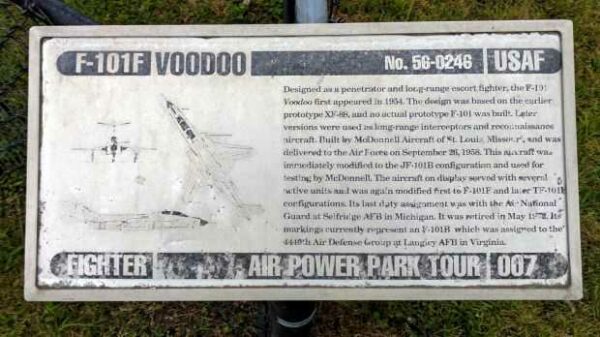 F-101F VOODOO No. 56-0246 USAF
Designed as a penetrator and long-range escort fighter, the F-101
Voodoo first appeared in 1954. The design was based on the earlier
prototype XF-88, and no actual prototype F-101 was built. Later
versions were used as long-range interceptors and reconnaissance
aircraft. Built by McDonnell Aircraft of St. Louis, Missouri, and was
delivered to the Air Force on September 26, 1958. This aircraft was
immediately modified to the JF-101B configuration and used for
testing by McDonnell. The aircraft on display served with several
active units and was again modified first to F-101F and later TF-101F
configurations. Its last duty assignment was with the Air National
Guard at Selfridge AFB in Michigan. It was retired in May Its
markings currently represent an F-101B which was assigned to the
Air Defense Group at Langley AFB in Virginia.
FIGHTER AIR POWER PARK TOUR 007